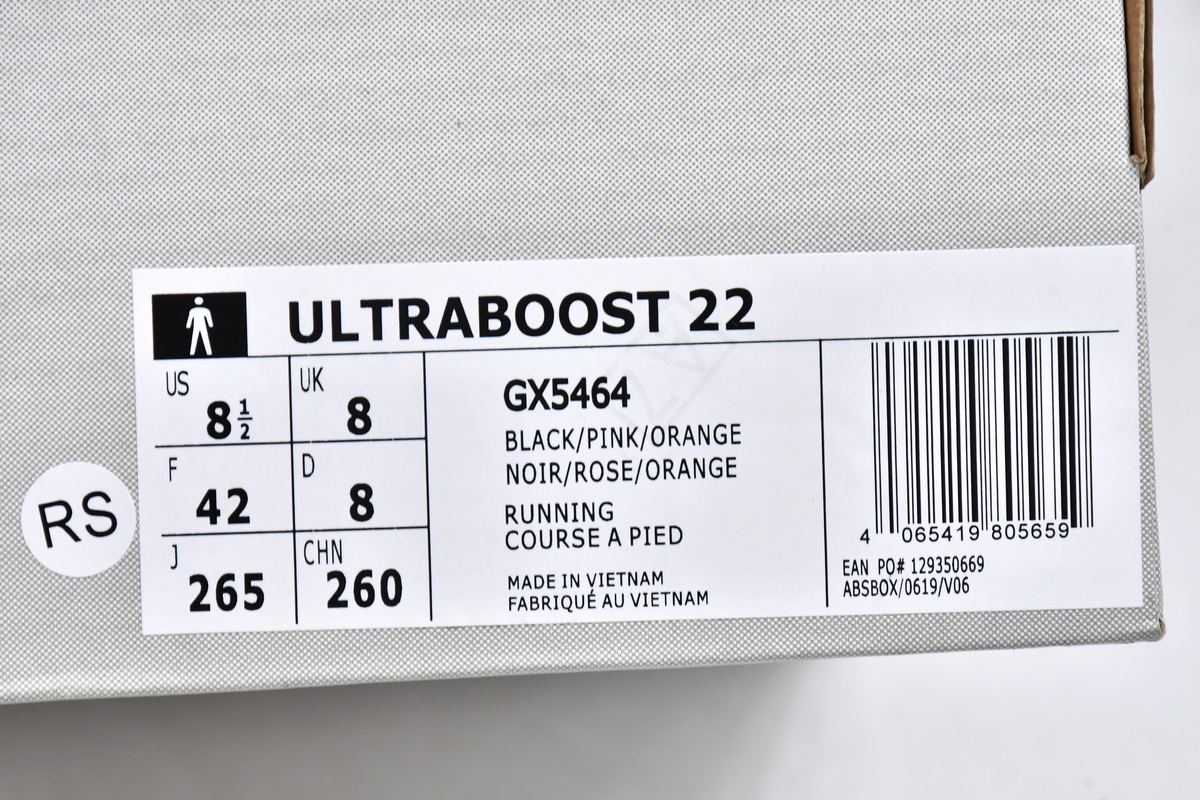 ULTRABOOST 22
US
8 1/2
UK
8
F
42
D
8
J
265
CHN
260
GX5464
BLACK/PINK/ORANGE
NOIR/ROSE/ORANGE
RUNNING
COURSE A PIED
MADE IN VIETNAM
FABRIQUÉ AU VIETNAM
4 065419 805659
EAN PO# 129350669
ABSBOX/0619/V06
RS